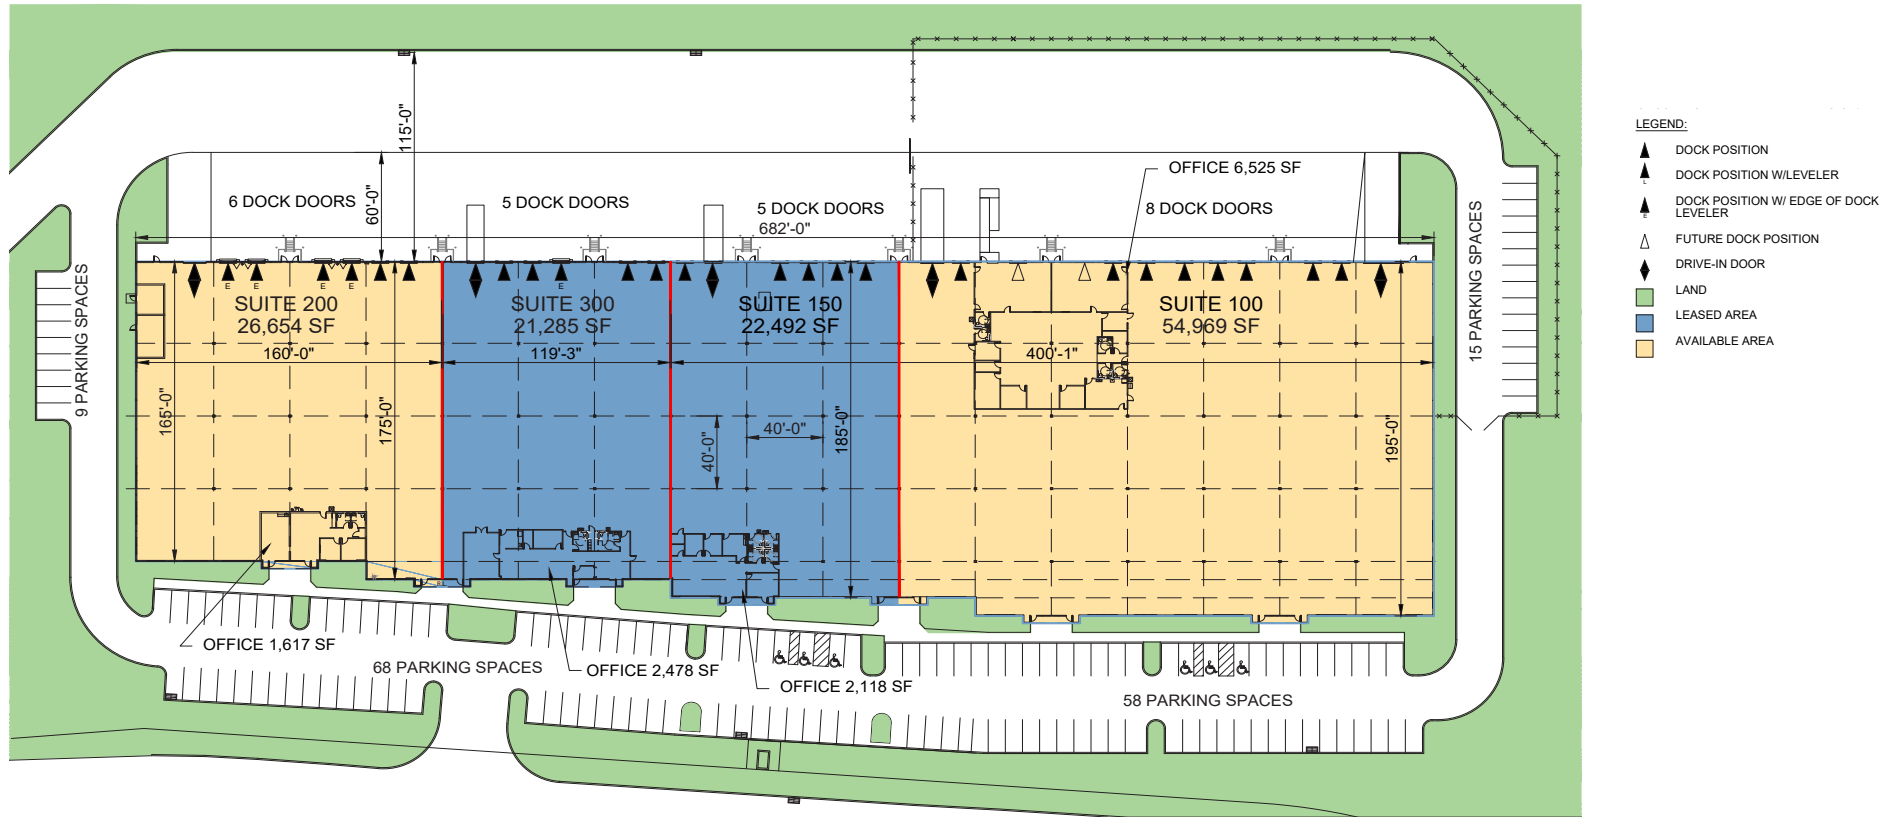 115'-0"
60'-0"
6 DOCK DOORS
5 DOCK DOORS
5 DOCK DOORS
8 DOCK DOORS
OFFICE 6,525 SF
682'-0"
E
E
E
E
E
SUITE 200
26,654 SF
160'-0"
SUITE 300
21,285 SF
119'-3"
SUITE 150
22,492 SF
SUITE 100
54,969 SF
400'-1"
9 PARKING SPACES
15 PARKING SPACES
165'-0"
175'-0"
40'-0"
40'-0"
185'-0"
195'-0"
OFFICE 1,617 SF
68 PARKING SPACES
OFFICE 2,478 SF
OFFICE 2,118 SF
58 PARKING SPACES
LEGEND:
DOCK POSITION
L
DOCK POSITION W/LEVELER
E
DOCK POSITION W/ EDGE OF DOCK
LEVELER
FUTURE DOCK POSITION
DRIVE-IN DOOR
LAND
LEASED AREA
AVAILABLE AREA